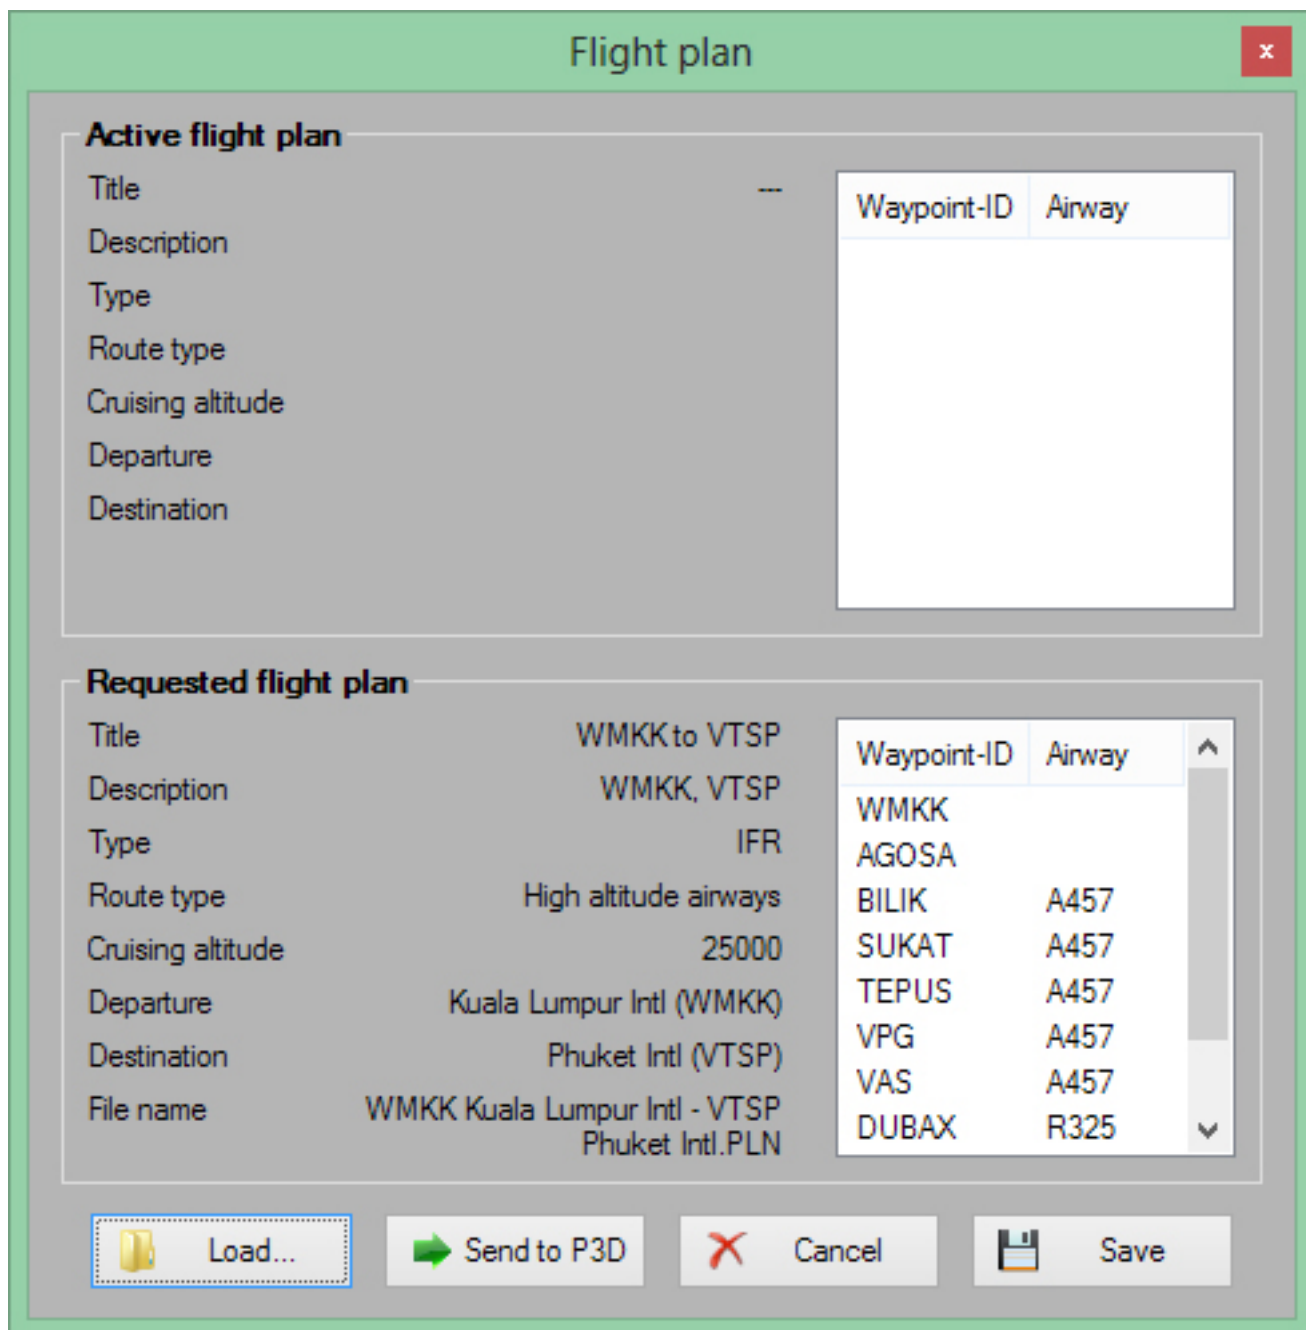 Flight plan
x
Active flight plan
Title ---
Description
Type
Route type
Cruising altitude
Departure
Destination
Waypoint-ID Airway
Requested flight plan
Title WMKK to VTSP
Description WMKK, VTSP
Type IFR
Route type High altitude airways
Cruising altitude 25000
Departure Kuala Lumpur Intl (WMKK)
Destination Phuket Intl (VTSP)
File name WMKK Kuala Lumpur Intl - VTSP
Phuket Intl.PLN
Waypoint-ID Airway
WMKK
AGOSA
BILIK A457
SUKAT A457
TEPUS A457
VPG A457
VAS A457
DUBAX R325
Load... Send to P3D Cancel Save